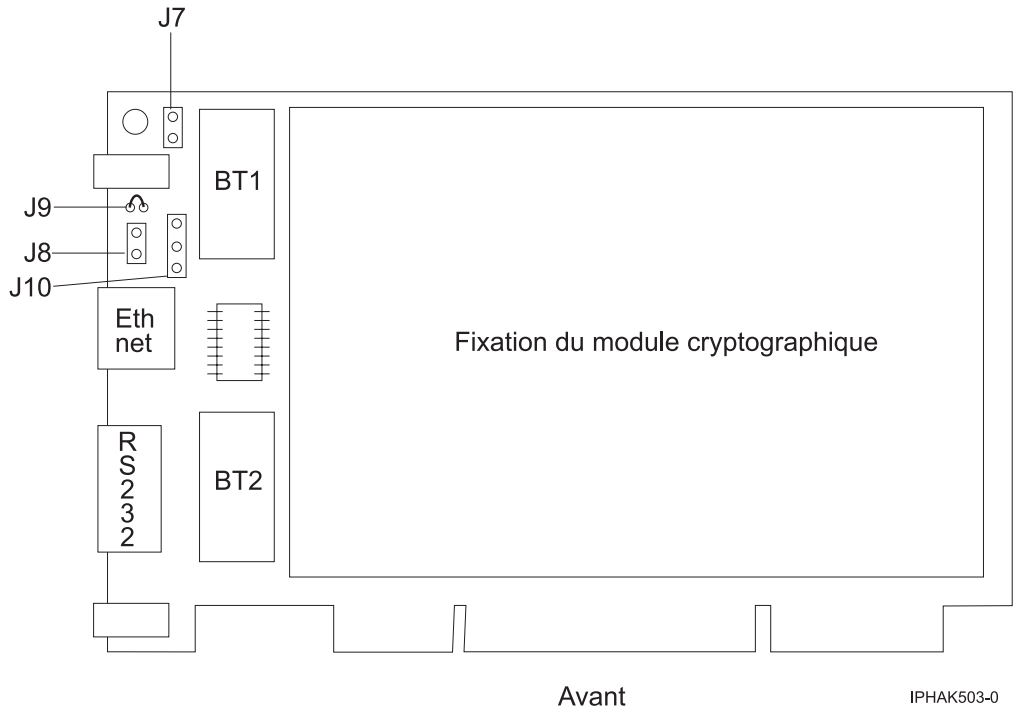 J7
BT1
J9
J8
J10
Eth
net
Fixation du module cryptographique
R
S
2
3
2
BT2
Avant
IPHAK503-0